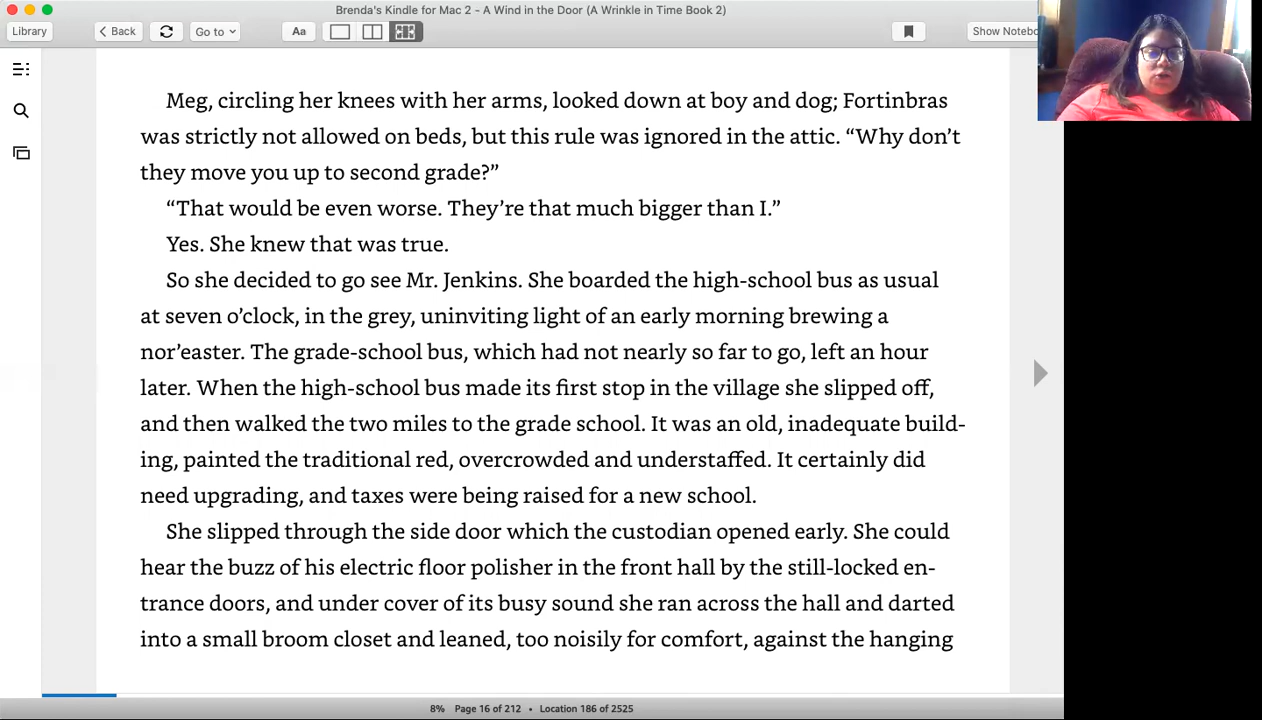 Brenda's Kindle for Mac 2 - A Wind in the Door (A Wrinkle in Time Book 2)
Library
Back
Go to
Aa
Show Notebo
Meg, circling her knees with her arms, looked down at boy and dog; Fortinbras
was strictly not allowed on beds, but this rule was ignored in the attic. “Why don’t
they move you up to second grade?”
“That would be even worse. They’re that much bigger than I.”
Yes. She knew that was true.
So she decided to go see Mr. Jenkins. She boarded the high-school bus as usual
at seven o’clock, in the grey, uninviting light of an early morning brewing a
nor’easter. The grade-school bus, which had not nearly so far to go, left an hour
later. When the high-school bus made its first stop in the village she slipped off,
and then walked the two miles to the grade school. It was an old, inadequate build-
ing, painted the traditional red, overcrowded and understaffed. It certainly did
need upgrading, and taxes were being raised for a new school.
She slipped through the side door which the custodian opened early. She could
hear the buzz of his electric floor polisher in the front hall by the still-locked en-
trance doors, and under cover of its busy sound she ran across the hall and darted
into a small broom closet and leaned, too noisily for comfort, against the hanging
8% Page 16 of 212 • Location 186 of 2525